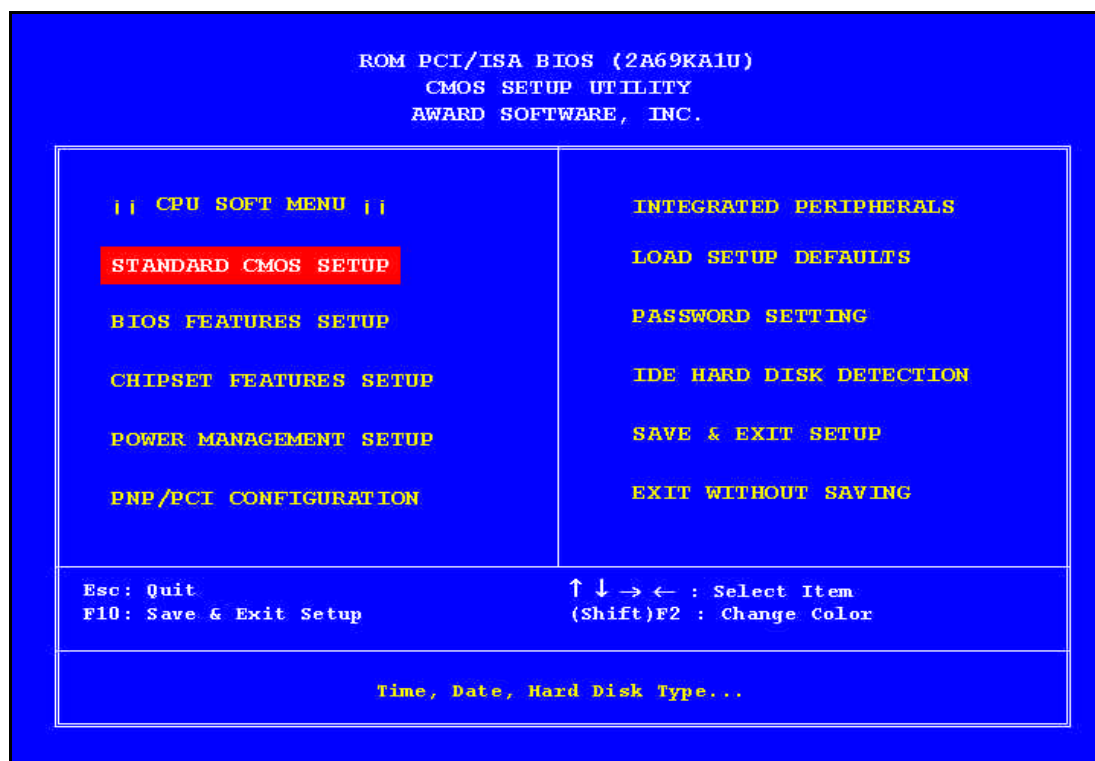 ROM PCI/ISA BIOS (2A69KA1U)
CMOS SETUP UTILITY
AWARD SOFTWARE, INC.
¡¡ CPU SOFT MENU ¡¡
STANDARD CMOS SETUP
BIOS FEATURES SETUP
CHIPSET FEATURES SETUP
POWER MANAGEMENT SETUP
PNP/PCI CONFIGURATION
INTEGRATED PERIPHERALS
LOAD SETUP DEFAULTS
PASSWORD SETTING
IDE HARD DISK DETECTION
SAVE & EXIT SETUP
EXIT WITHOUT SAVING
Esc: Quit
F10: Save & Exit Setup
↑ ↓ → ← : Select Item
(Shift)F2 : Change Color
Time, Date, Hard Disk Type...